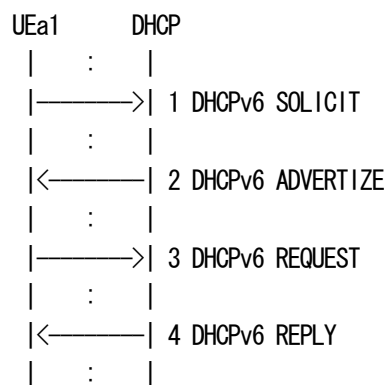 UEa1 DHCP
| : |
|--------->| 1 DHCPv6 SOLICIT
| : |
|<---------| 2 DHCPv6 ADVERTIZE
| : |
|--------->| 3 DHCPv6 REQUEST
| : |
|<---------| 4 DHCPv6 REPLY
| : |